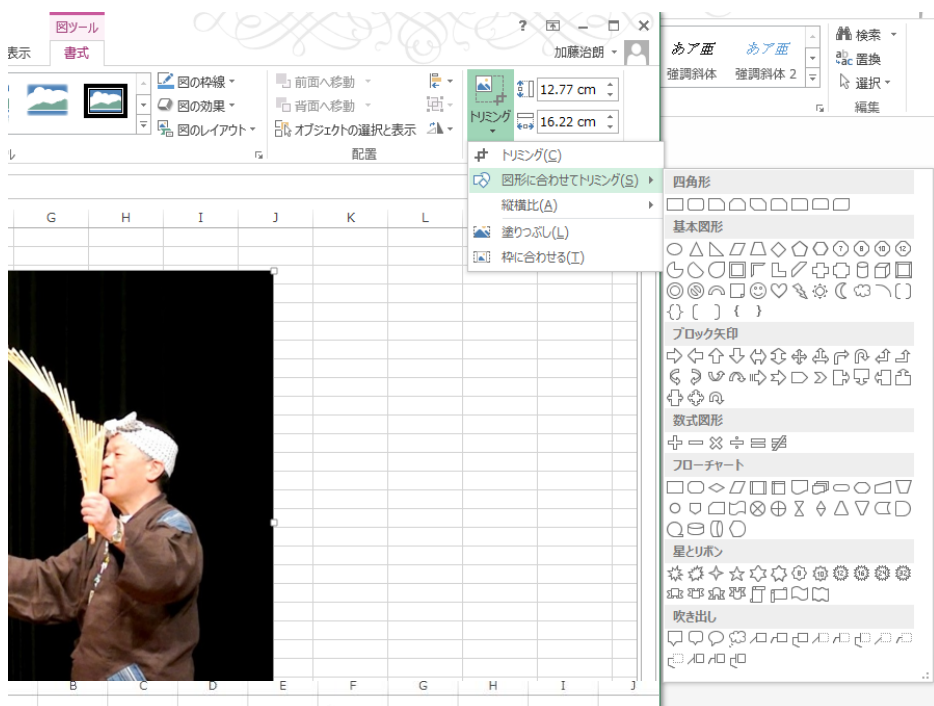 図ツール
表示
書式
?
加藤治朗
図の枠線
図の効果
図のレイアウト
前面へ移動
背面へ移動
オブジェクトの選択と表示
配置
トリミング
12.77 cm
16.22 cm
ル
トリミング(C)
図形に合わせてトリミング(S)
縦横比(A)
塗りつぶし(L)
枠に合わせる(T)
あア亜
あア亜
強調斜体
強調斜体 2
検索
置換
選択
編集
四角形
基本図形
ブロック矢印
数式図形
フローチャート
星とリボン
吹き出し
G H I J K L
B C D E F G H I J